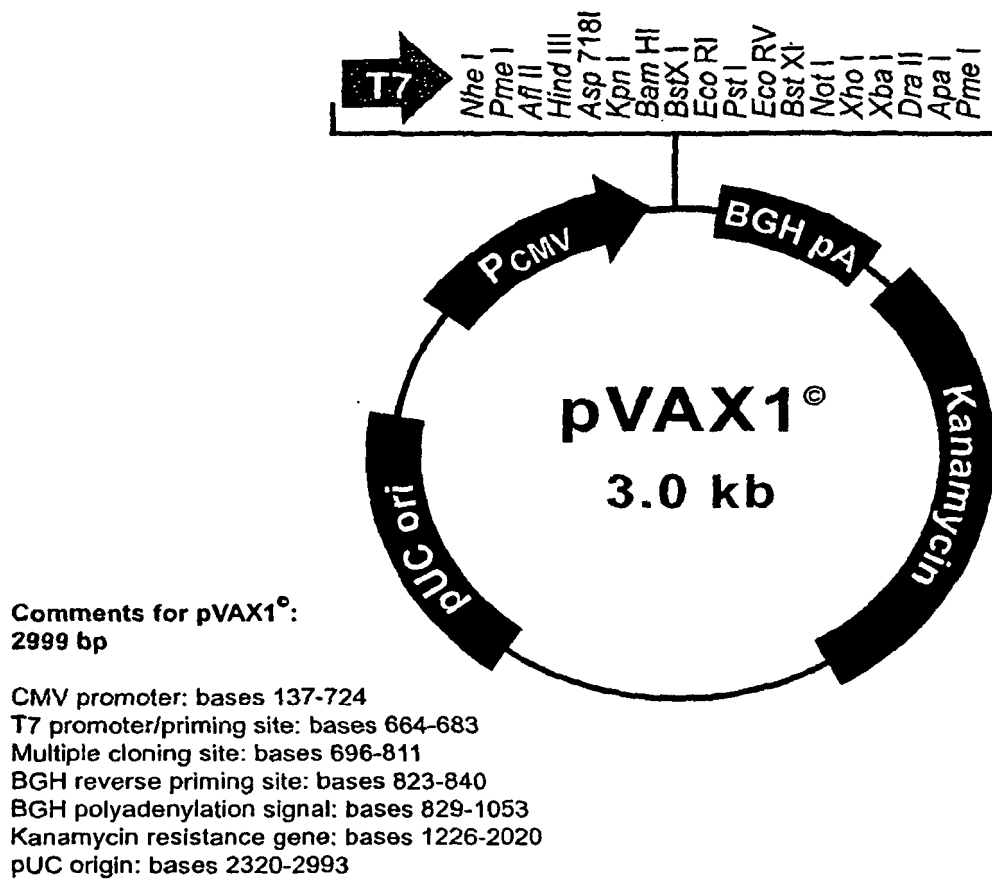 T7
Nhe I
Pme I
Afl II
Hind III
Asp 718I
Kpn I
Bam HI
BstX I
Eco RI
Pst I
Eco RV
Bst XI
Not I
Xho I
Xba I
Dra II
Apa I
Pme I
PCMV
BGH pA
Kanamycin
pUC ori
pVAX1©
3.0 kb
Comments for pVAX1©:
2999 bp
CMV promoter: bases 137-724
T7 promoter/priming site: bases 664-683
Multiple cloning site: bases 696-811
BGH reverse priming site: bases 823-840
BGH polyadenylation signal: bases 829-1053
Kanamycin resistance gene: bases 1226-2020
pUC origin: bases 2320-2993